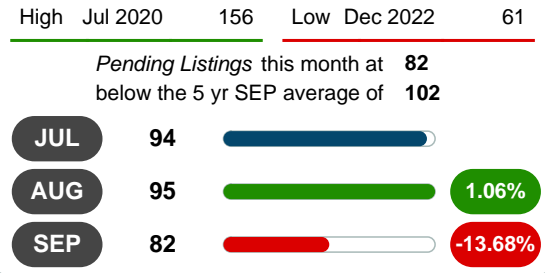 High Jul 2020 156 Low Dec 2022 61
Pending Listings this month at 82
below the 5 yr SEP average of 102
JUL 94
AUG 95 1.06%
SEP 82 -13.68%